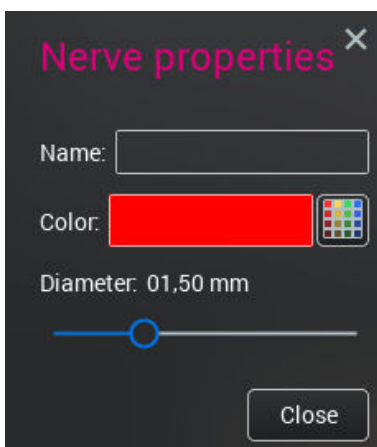 Nerve properties
Name:
Color:
Diameter: 01,50 mm
Close